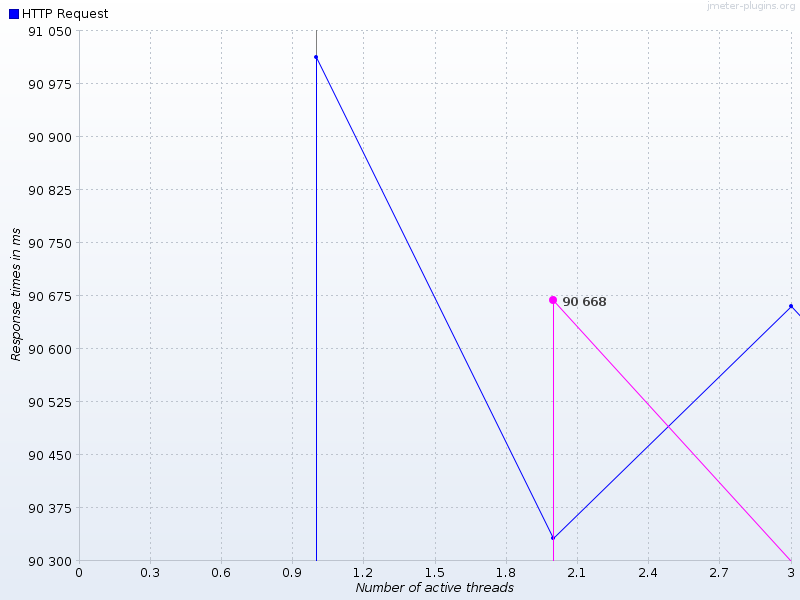 HTTP Request
jmeter-plugins.org
91 050
90 975
90 900
90 825
90 750
90 675
90 600
90 525
90 450
90 375
90 300
Response times in ms
90 668
0 0.3 0.6 0.9 1.2 1.5 1.8 2.1 2.4 2.7 3
Number of active threads